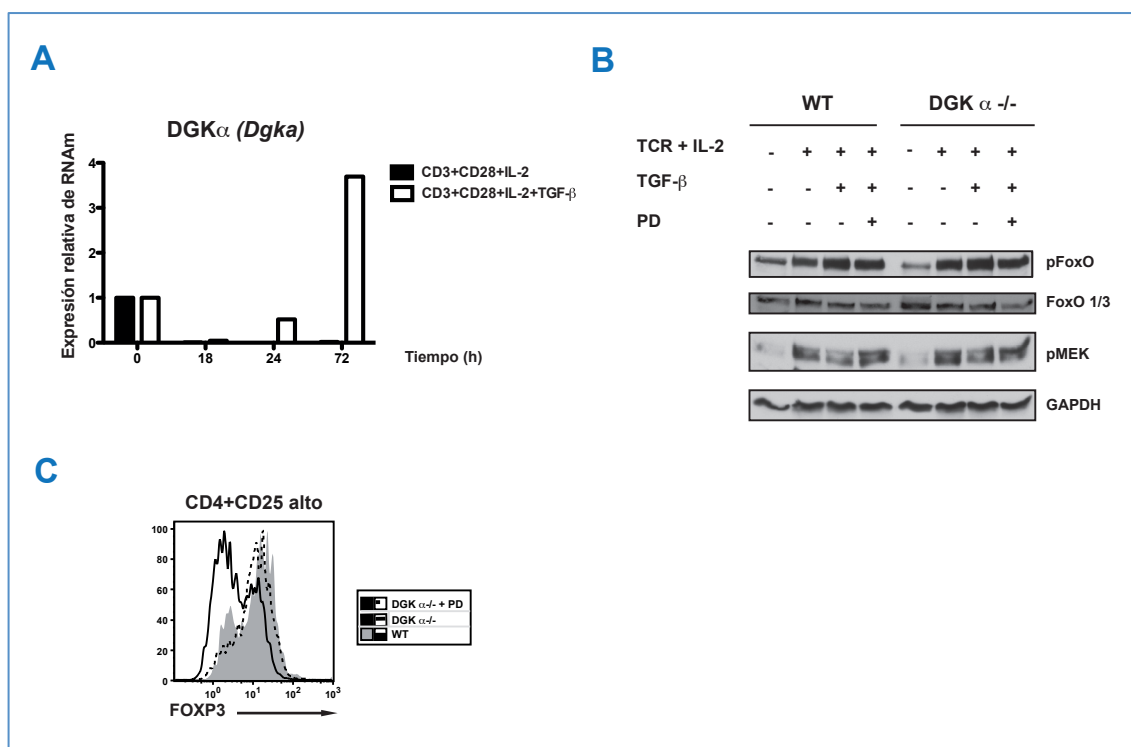 A
DGKα (Dgka)
Expresión relativa de RNAm
4
3
2
1
0
0 18 24 72
Tiempo (h)
CD3+CD28+IL-2
CD3+CD28+IL-2+TGF-β
B
WT DGK α -/-
TCR + IL-2 - + + + - + + +
TGF-β - - + + - - + +
PD - - - + - - - +
pFoxO
FoxO 1/3
pMEK
GAPDH
C
CD4+CD25 alto
100
80
60
40
20
0
10⁰ 10¹ 10² 10³
FOXP3
DGK α-/- + PD
DGK α-/-
WT